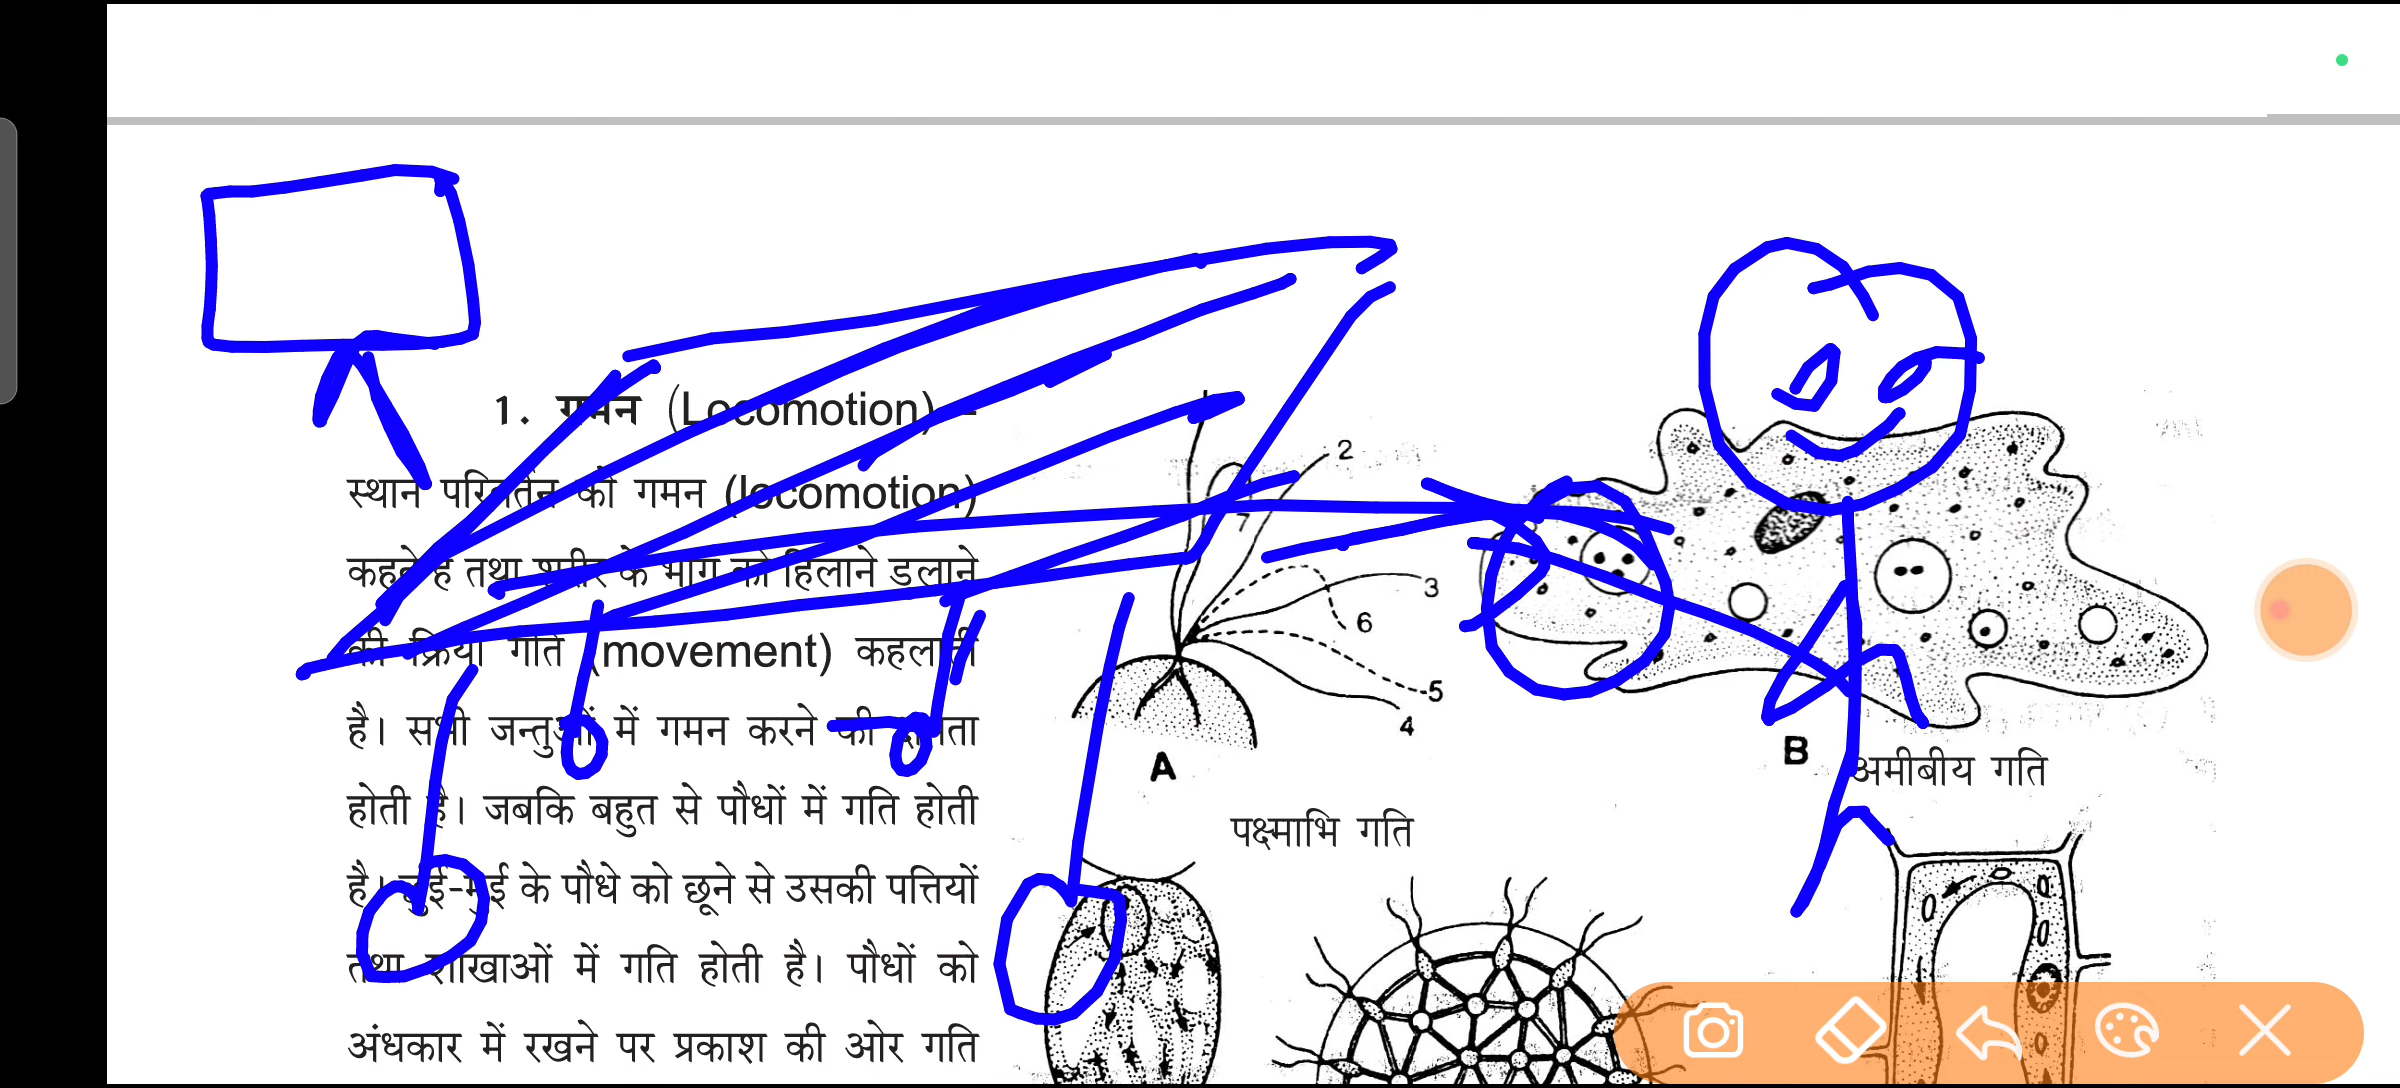 1. गमन (Locomotion) –
स्थान परिवर्तन को गमन (locomotion)
कहते है तथा शरीर के भाग को हिलाने डुलाने
की क्रिया गति (movement) कहलाती
है। सभी जन्तुओं में गमन करने की क्षमता
होती है। जबकि बहुत से पौधों में गति होती
है। छुई-मुई के पौधे को छूने से उसकी पत्तियों
तथा शाखाओं में गति होती है। पौधों को
अंधकार में रखने पर प्रकाश की ओर गति
1
2
7
3
6
5
4
A
पक्ष्माभि गति
B
अमीबीय गति